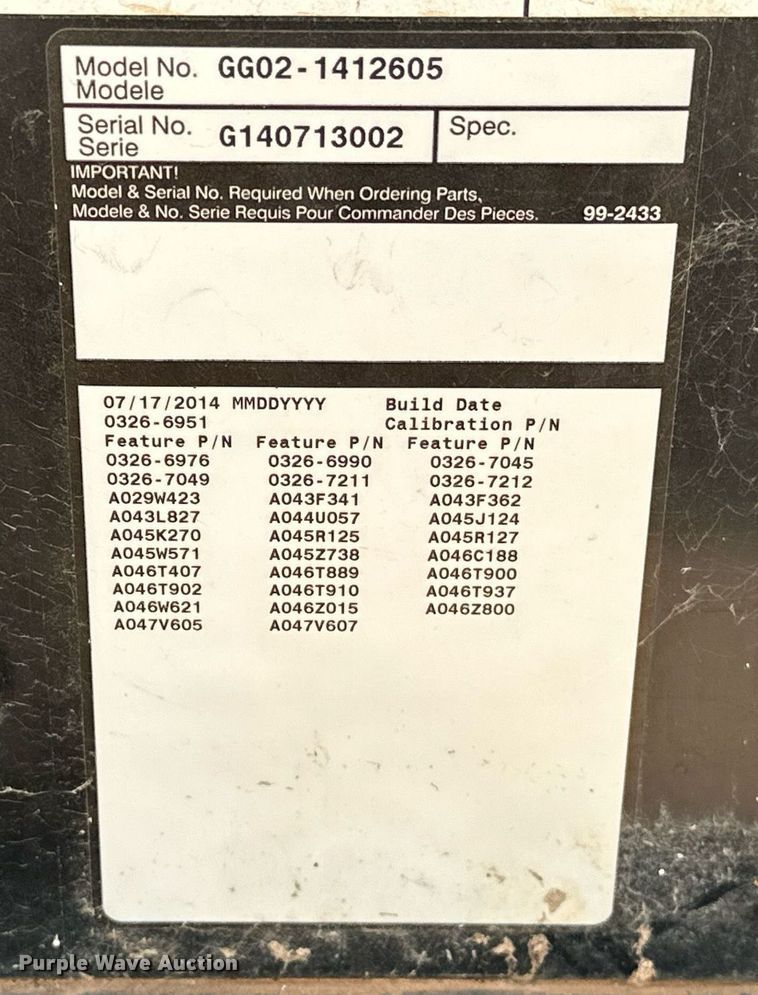 Model No. GG02-1412605
Modele
Serial No. G140713002 Spec.
Serie
IMPORTANT!
Model & Serial No. Required When Ordering Parts,
Modele & No. Serie Requis Pour Commander Des Pieces. 99-2433
07/17/2014 MMDDYYYY Build Date
0326-6951 Calibration P/N
Feature P/N Feature P/N Feature P/N
0326-6976 0326-6990 0326-7045
0326-7049 0326-7211 0326-7212
A029W423 A043F341 A043F362
A043L827 A044U057 A045J124
A045K270 A045R125 A045R127
A045W571 A045Z738 A046C188
A046T407 A046T889 A046T900
A046T902 A046T910 A046T937
A046W621 A046Z015 A046Z800
A047V605 A047V607
Purple Wave Auction